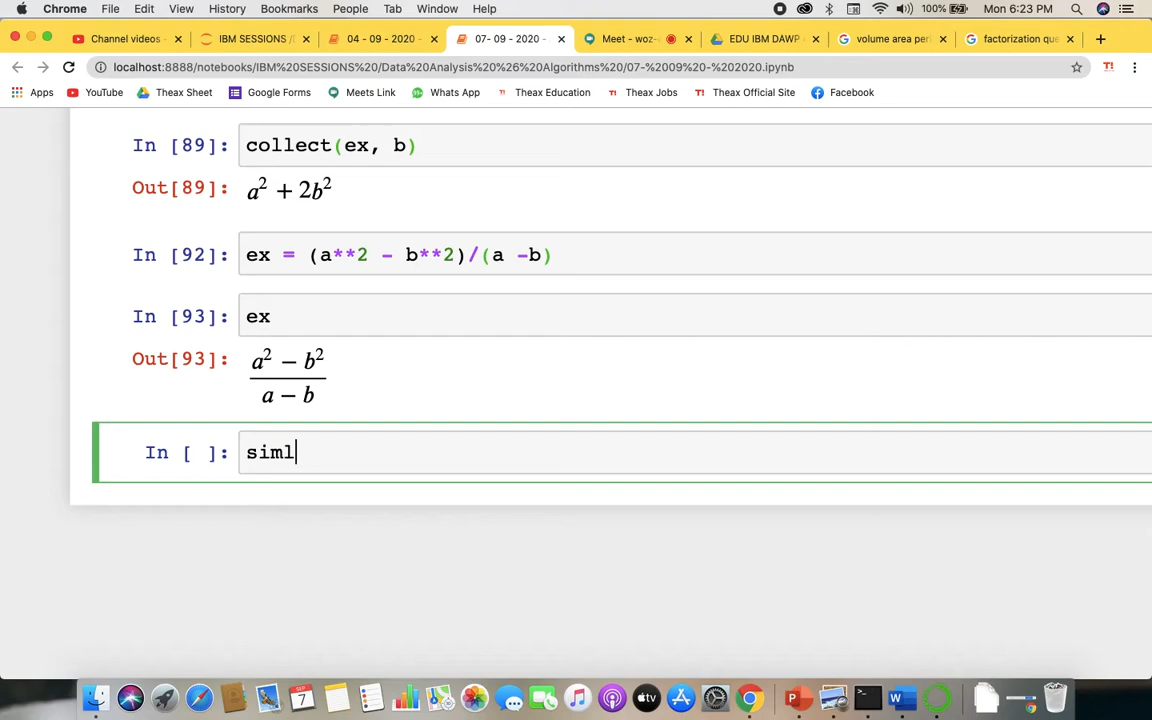 Chrome File Edit View History Bookmarks People Tab Window Help 100% Mon 6:23 PM
Channel videos - IBM SESSIONS / 04 - 09 - 2020 - 07- 09 - 2020 - Meet - woz- EDU IBM DAWP - volume area peri factorization que
localhost:8888/notebooks/IBM%20SESSIONS%20/Data%20Analysis%20%26%20Algorithms%20/07-%2009%20-%202020.ipynb T!
Apps YouTube Theax Sheet Google Forms Meets Link Whats App Theax Education T! Theax Jobs T! Theax Official Site Facebook
In [89]: collect(ex, b)
Out[89]: a² + 2b²
In [92]: ex = (a**2 - b**2)/(a -b)
In [93]: ex
Out[93]: a² − b²
a − b
In [ ]: siml
SEP
7
tv
W